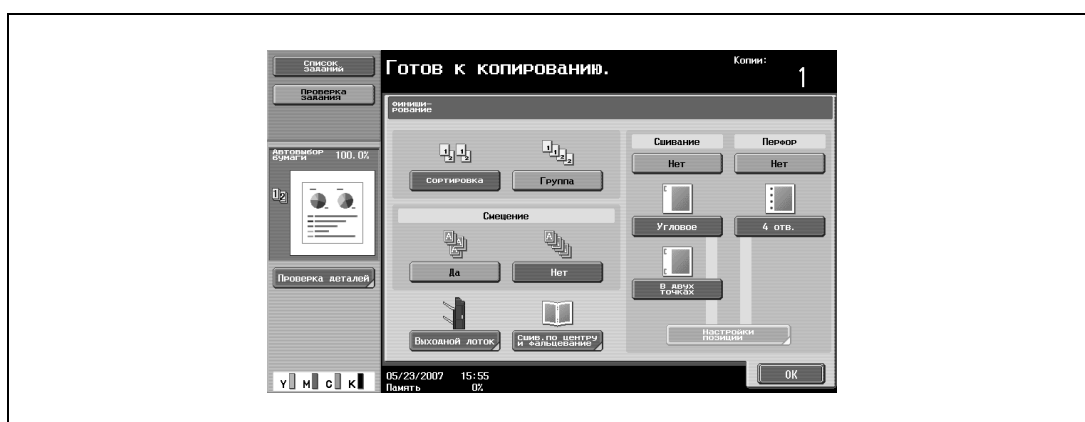 Список
заданий
Готов к копированию.
Копии:
1
Проверка
задания
Финиши-
рование
Автовыбор
бумаги
100.0%
Сшивание
Перфор
Нет
Нет
Сортировка
Группа
Угловое
4 отв.
Смещение
Да
Нет
В двух
точках
Проверка деталей
Выходной лоток
Сшив.по центру
и фальцевание
Настройки
позиции
Y M C K
05/23/2007 15:55
Память 0%
OK